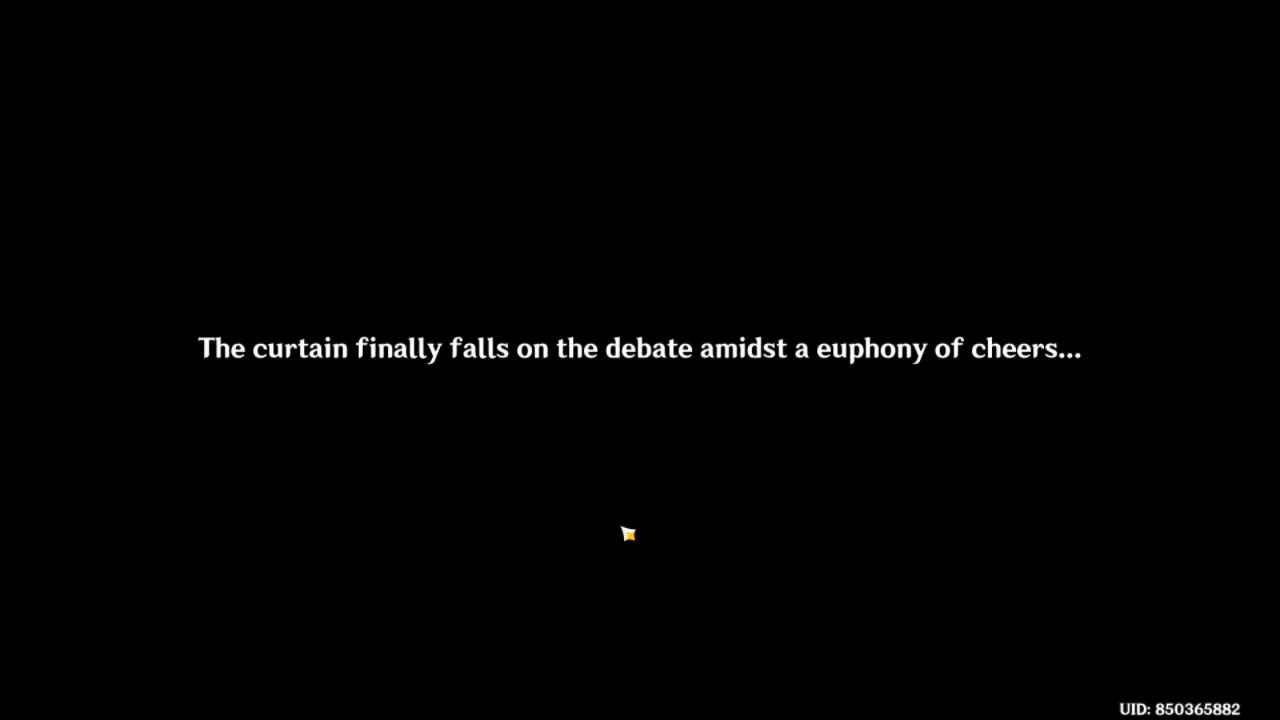 The curtain finally falls on the debate amidst a euphony of cheers...
UID: 850365882